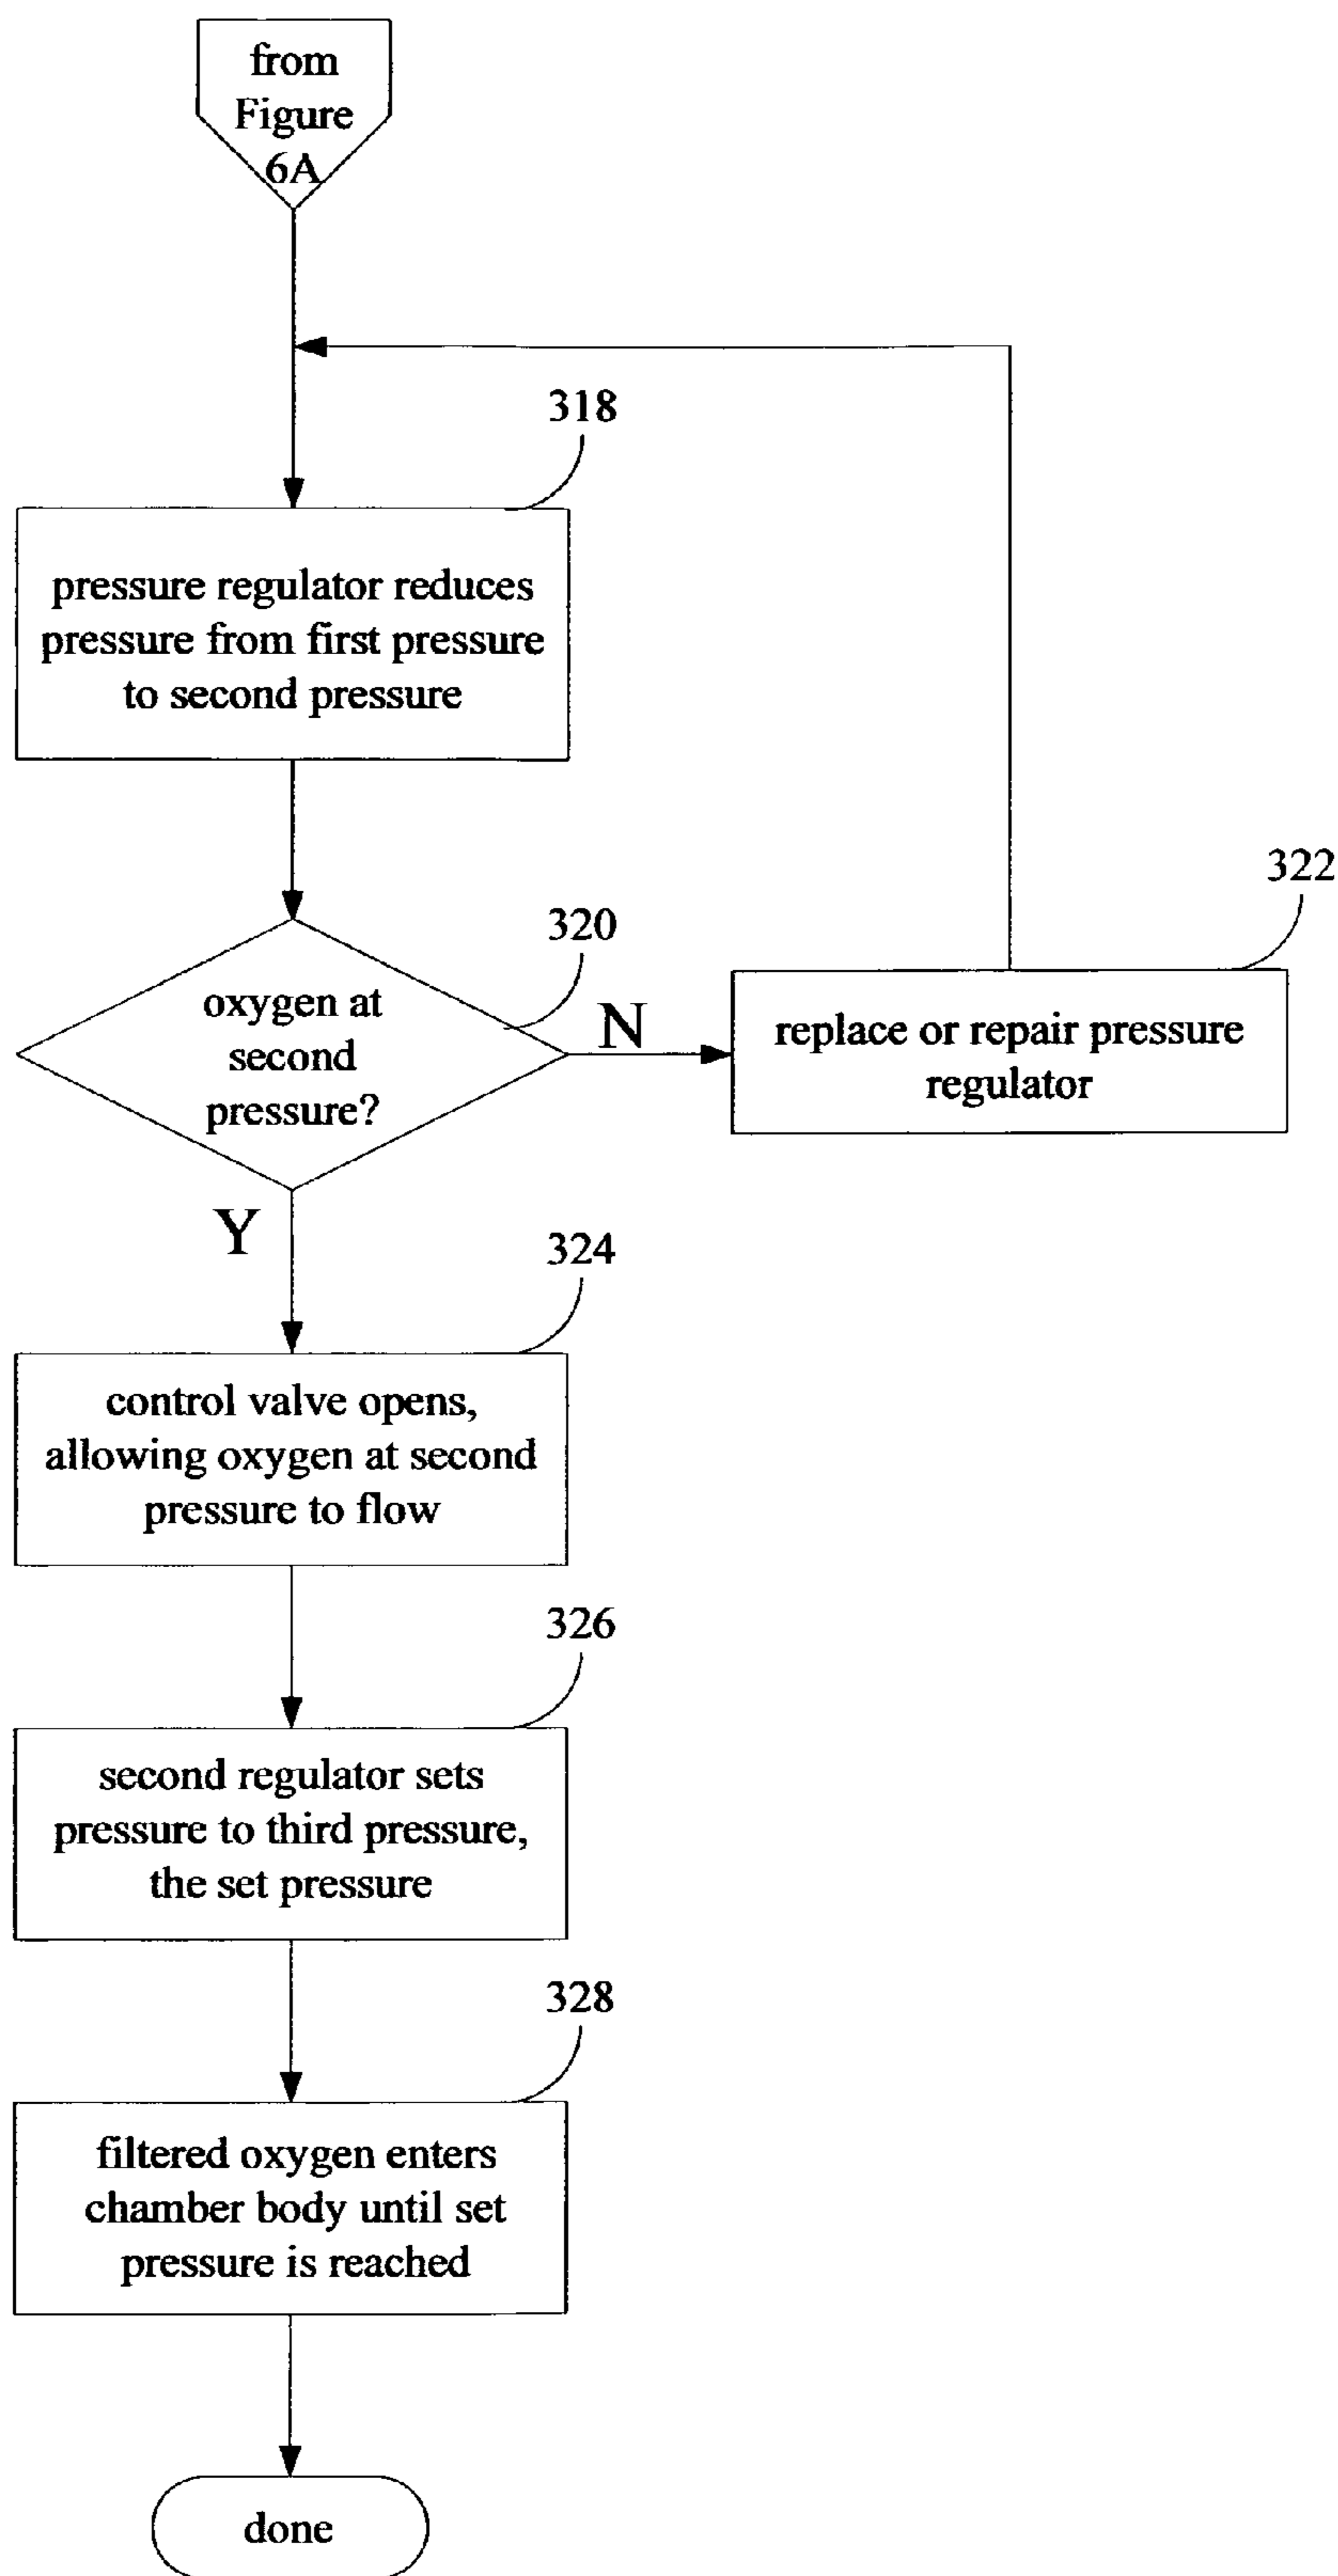 from
Figure
6A
318
pressure regulator reduces
pressure from first pressure
to second pressure
320
oxygen at
second
pressure?
N
322
replace or repair pressure
regulator
Y
324
control valve opens,
allowing oxygen at second
pressure to flow
326
second regulator sets
pressure to third pressure,
the set pressure
328
filtered oxygen enters
chamber body until set
pressure is reached
done